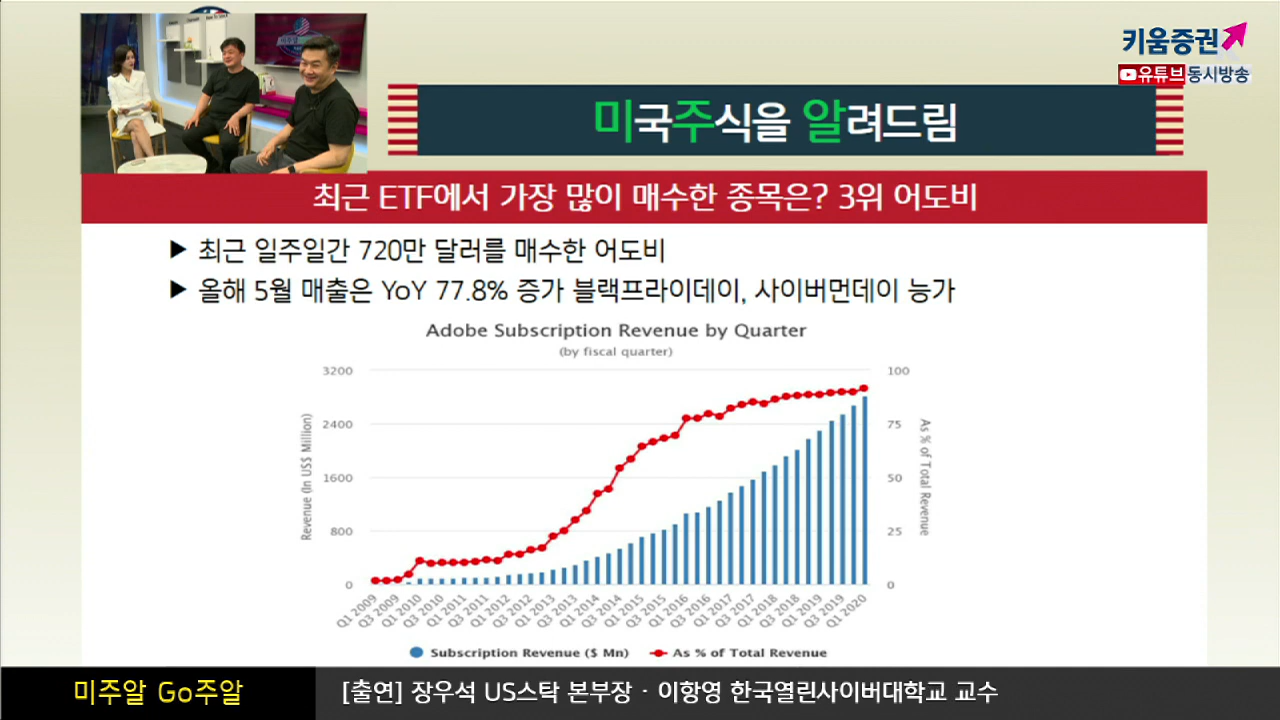 키움증권
유튜브동시방송
미국주식을 알려드림
최근 ETF에서 가장 많이 매수한 종목은? 3위 어도비
▶ 최근 일주일간 720만 달러를 매수한 어도비
▶ 올해 5월 매출은 YoY 77.8% 증가 블랙프라이데이, 사이버먼데이 능가
Adobe Subscription Revenue by Quarter
(by fiscal quarter)
Revenue (In US$ Million)
3200
2400
1600
800
0
100
75
50
25
0
As % of Total Revenue
Q1 2009
Q3 2009
Q1 2010
Q3 2010
Q1 2011
Q3 2011
Q1 2012
Q3 2012
Q1 2013
Q3 2013
Q1 2014
Q3 2014
Q1 2015
Q3 2015
Q1 2016
Q3 2016
Q1 2017
Q3 2017
Q1 2018
Q3 2018
Q1 2019
Q3 2019
Q1 2020
Subscription Revenue ($ Mn)
As % of Total Revenue
미주알 Go주알
[출연] 장우석 US스탁 본부장 · 이항영 한국열린사이버대학교 교수